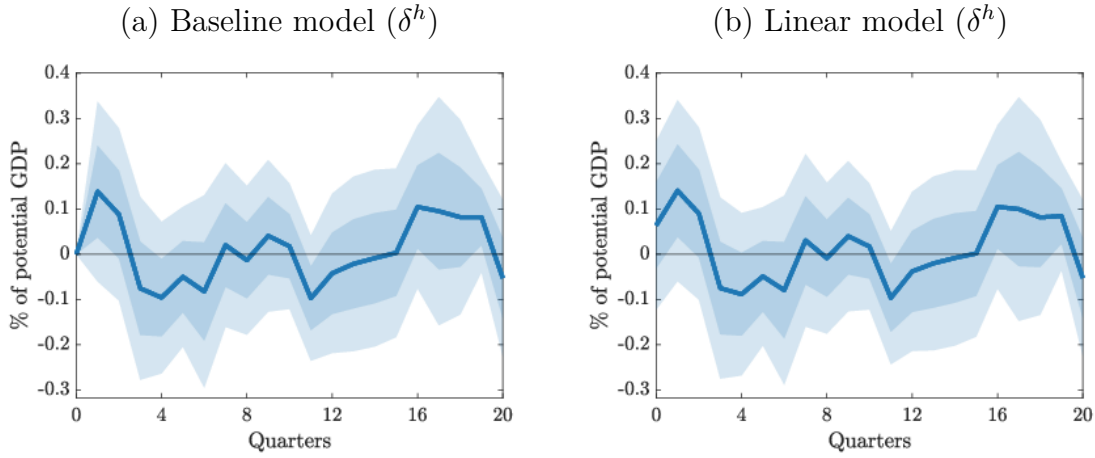 (a) Baseline model (δ^h)
% of potential GDP
0.4
0.3
0.2
0.1
0
-0.1
-0.2
-0.3
0 4 8 12 16 20
Quarters
(b) Linear model (δ^h)
% of potential GDP
0.4
0.3
0.2
0.1
0
-0.1
-0.2
-0.3
0 4 8 12 16 20
Quarters